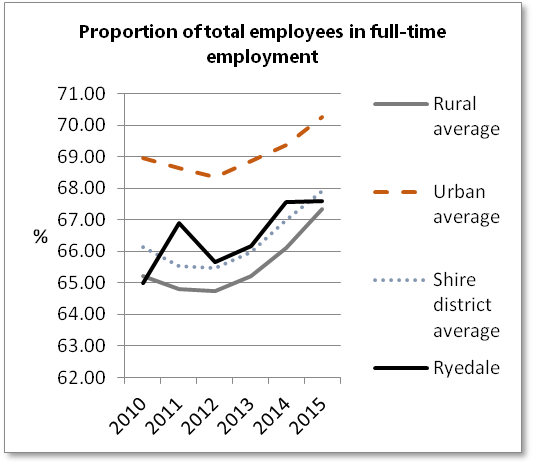 Proportion of total employees in full-time
employment
71.00
70.00
69.00
68.00
67.00
66.00
65.00
64.00
63.00
62.00
%
2010
2011
2012
2013
2014
2015
Rural
average
Urban
average
Shire
district
average
Ryedale